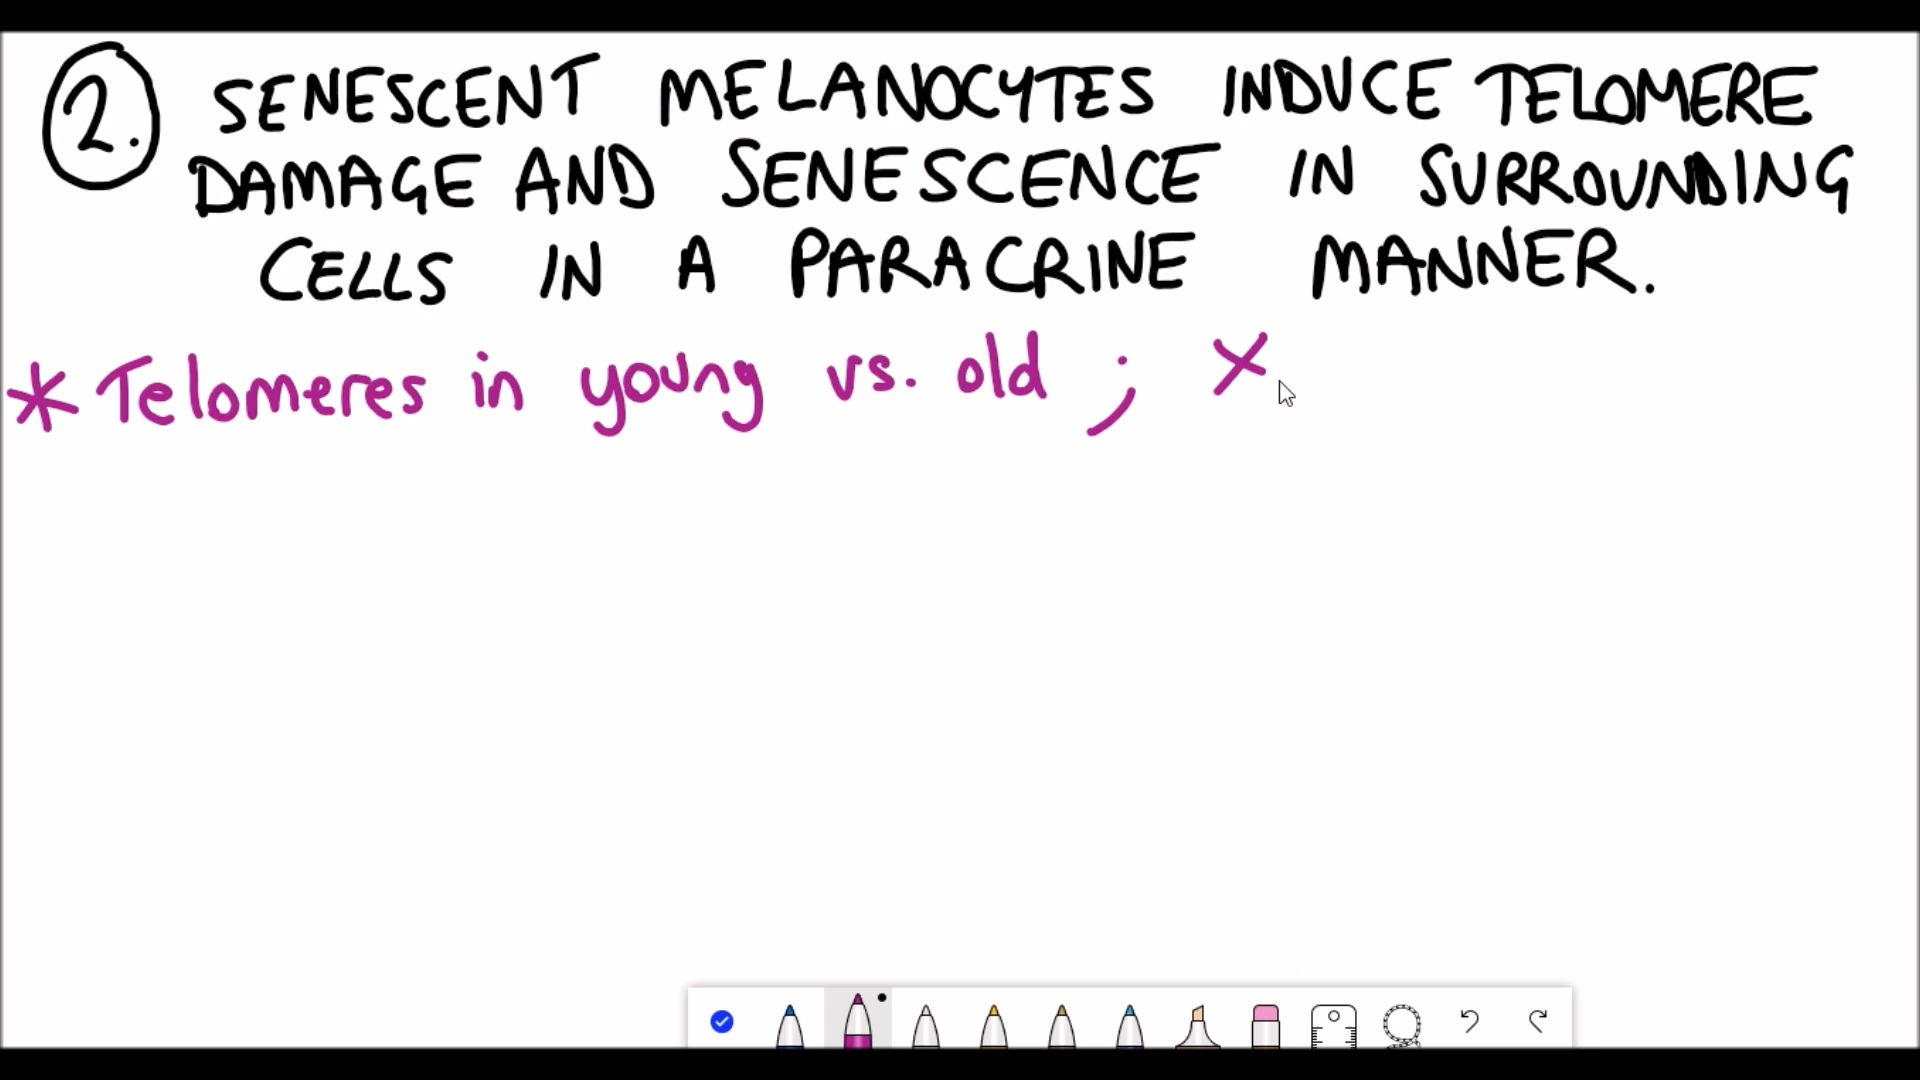 2. SENESCENT MELANOCYTES INDUCE TELOMERE
DAMAGE AND SENESCENCE IN SURROUNDING
CELLS IN A PARACRINE MANNER.
* Telomeres in young vs. old ; X